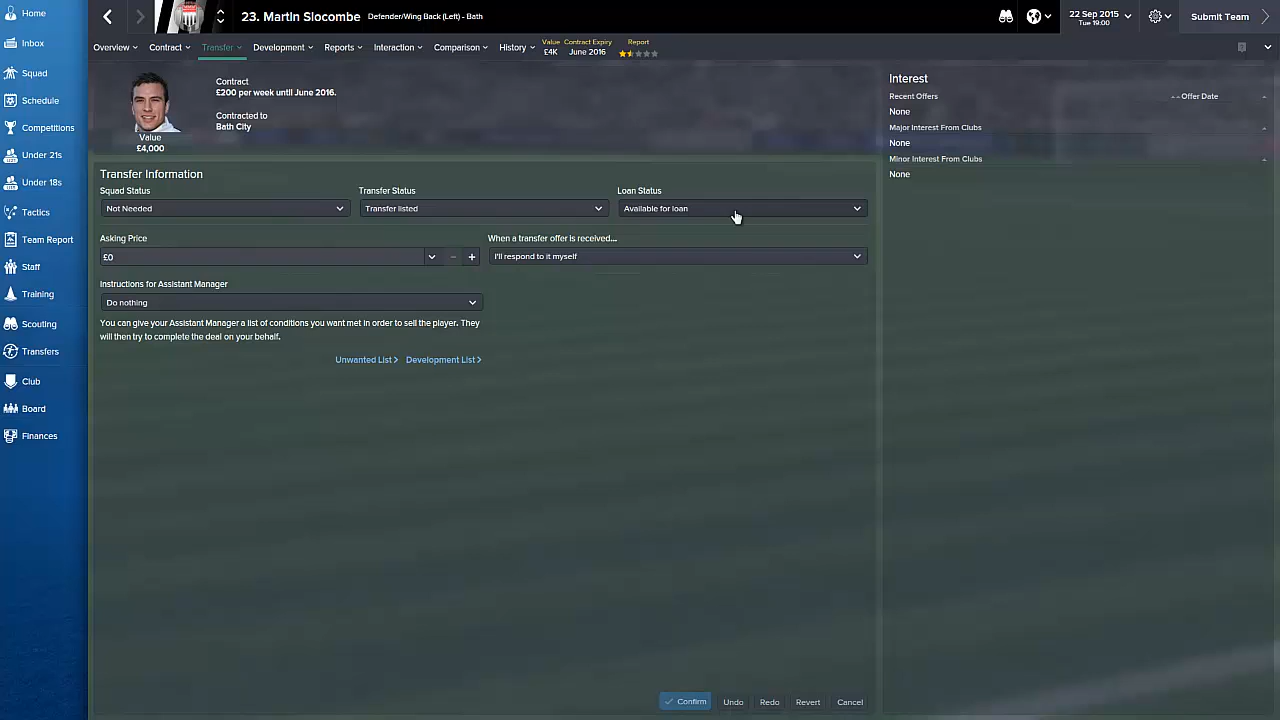 Home
Inbox
Squad
Schedule
Competitions
Under 21s
Under 18s
Tactics
Team Report
Staff
Training
Scouting
Transfers
Club
Board
Finances
23. Martin Slocombe Defender/Wing Back (Left) - Bath
22 Sep 2015
Tue 19:00
Submit Team
Overview Contract Transfer Development Reports Interaction Comparison History
Value Contract Expiry Report
£4K June 2016
Contract
£200 per week until June 2016.
Contracted to
Bath City
Value
£4,000
Transfer Information
Squad Status Transfer Status Loan Status
Not Needed Transfer listed Available for loan
Asking Price When a transfer offer is received...
£0 I'll respond to it myself
Instructions for Assistant Manager
Do nothing
You can give your Assistant Manager a list of conditions you want met in order to sell the player. They
will then try to complete the deal on your behalf.
Unwanted List> Development List>
Interest
Recent Offers Offer Date
None
Major Interest From Clubs
None
Minor Interest From Clubs
None
Confirm Undo Redo Revert Cancel